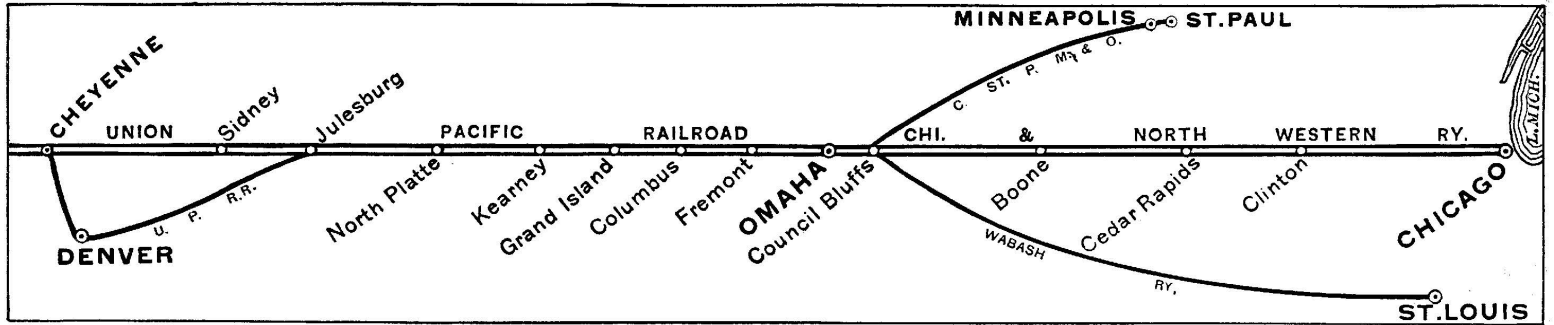 MINNEAPOLIS ST. PAUL
C. ST. P. M. & O.
L. MICH.
CHEYENNE
Sidney
Julesburg
UNION PACIFIC RAILROAD CHI. & NORTH WESTERN RY.
North Platte
Kearney
Grand Island
Columbus
Fremont
OMAHA
Council Bluffs
Boone
Cedar Rapids
Clinton
CHICAGO
U. P. R.R.
DENVER
WABASH RY.
ST. LOUIS